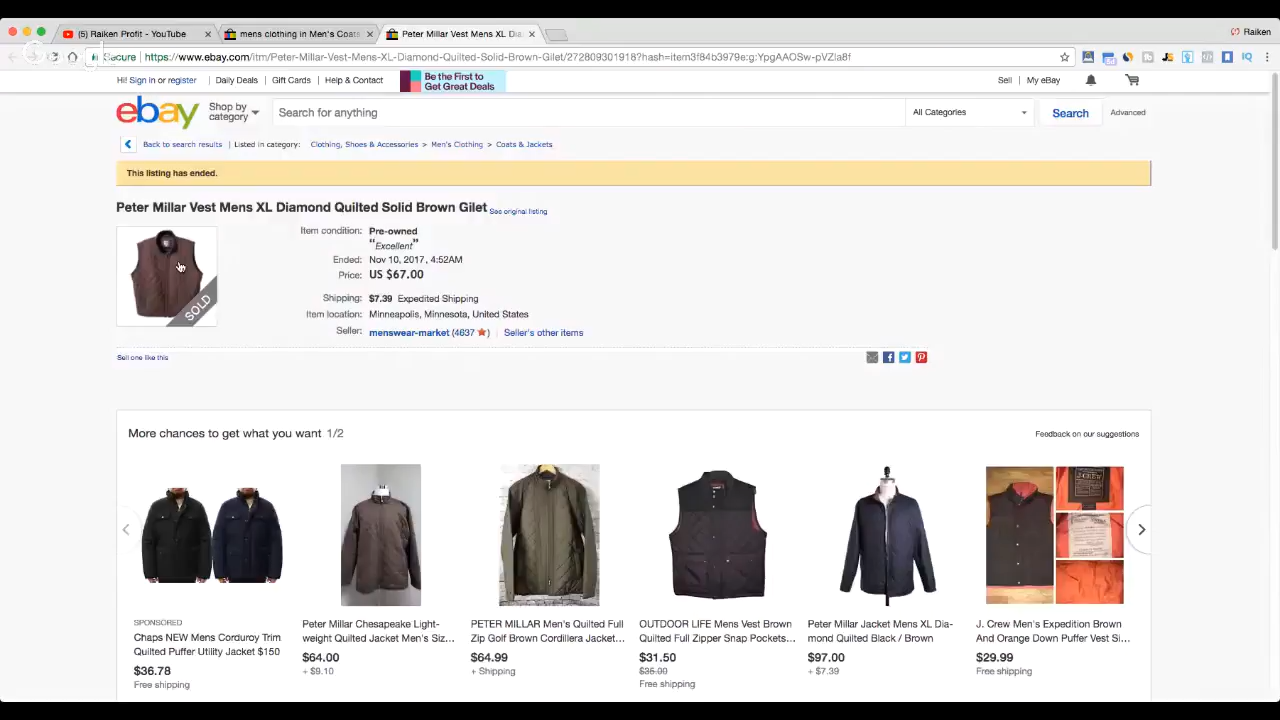 (5) Raiken Profit - YouTube
mens clothing in Men's Coats
Peter Millar Vest Mens XL Dia
Raiken
Secure https://www.ebay.com/itm/Peter-Millar-Vest-Mens-XL-Diamond-Quilted-Solid-Brown-Gilet/272809301918?hash=item3f84b3979e:g:YpgAAOSw-pVZla8f
Hi! Sign in or register Daily Deals Gift Cards Help & Contact
Be the First to
Get Great Deals
Sell My eBay
ebay
Shop by
category
Search for anything
All Categories
Search
Advanced
Back to search results | Listed in category: Clothing, Shoes & Accessories > Men's Clothing > Coats & Jackets
This listing has ended.
Peter Millar Vest Mens XL Diamond Quilted Solid Brown Gilet See original listing
SOLD
Item condition: Pre-owned
"Excellent"
Ended: Nov 10, 2017, 4:52AM
Price: US $67.00
Shipping: $7.39 Expedited Shipping
Item location: Minneapolis, Minnesota, United States
Seller: menswear-market (4637 ) | Seller's other items
Sell one like this
More chances to get what you want 1/2
Feedback on our suggestions
J.CREW
SPONSORED
Chaps NEW Mens Corduroy Trim
Quilted Puffer Utility Jacket $150
$36.78
Free shipping
Peter Millar Chesapeake Light-
weight Quilted Jacket Men's Siz...
$64.00
+ $9.10
PETER MILLAR Men's Quilted Full
Zip Golf Brown Cordillera Jacket...
$64.99
+ Shipping
OUTDOOR LIFE Mens Vest Brown
Quilted Full Zipper Snap Pockets...
$31.50
$35.00
Free shipping
Peter Millar Jacket Mens XL Dia-
mond Quilted Black / Brown
$97.00
+ $7.39
J. Crew Men's Expedition Brown
And Orange Down Puffer Vest Si...
$29.99
Free shipping